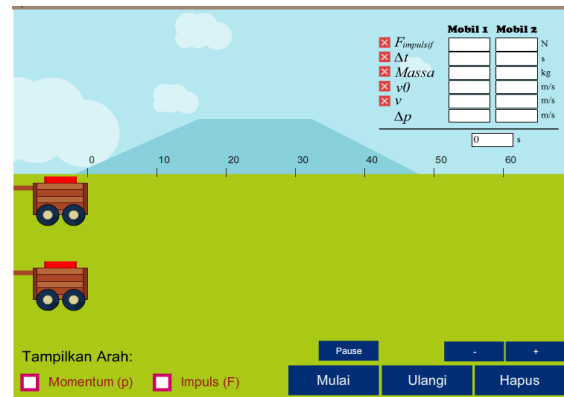 Mobil 1 Mobil 2
F impulsif N
Δt s
Massa kg
v0 m/s
v m/s
Δp m/s
0 s
0 10 20 30 40 50 60
Tampilkan Arah:
Momentum (p) Impuls (F)
Pause - +
Mulai Ulangi Hapus